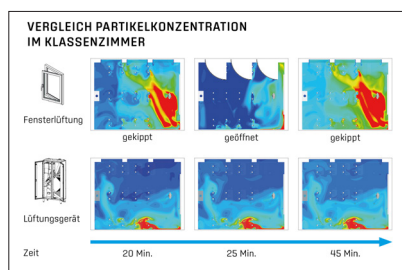 VERGLEICH PARTIKELKONZENTRATION
IM KLASSENZIMMER
Fensterlüftung
gekippt
geöffnet
gekippt
Lüftungsgerät
Zeit
20 Min.
25 Min.
45 Min.